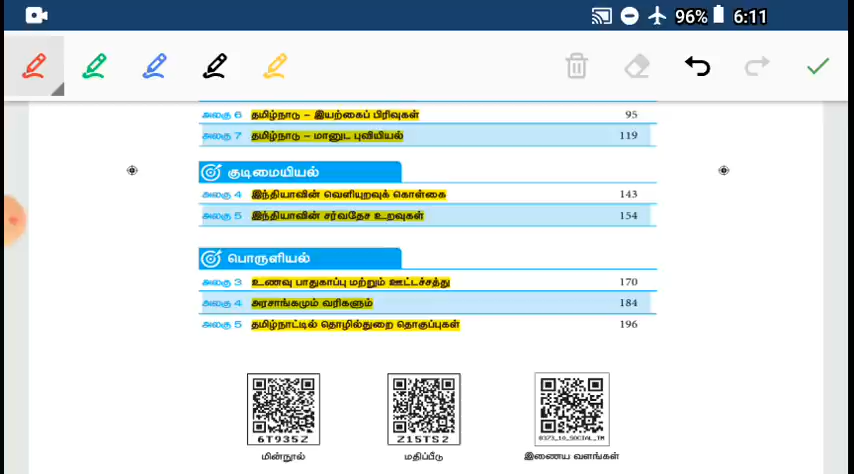 96% 6:11
அலகு 6 தமிழ்நாடு – இயற்கைப் பிரிவுகள் 95
அலகு 7 தமிழ்நாடு – மானுட புவியியல் 119
குடிமையியல்
அலகு 4 இந்தியாவின் வெளியுறவுக் கொள்கை 143
அலகு 5 இந்தியாவின் சர்வதேச உறவுகள் 154
பொருளியல்
அலகு 3 உணவு பாதுகாப்பு மற்றும் ஊட்டச்சத்து 170
அலகு 4 அரசாங்கமும் வரிகளும் 184
அலகு 5 தமிழ்நாட்டில் தொழில்துறை தொகுப்புகள் 196
6T935Z Z15TS2 0373_10_SOCIAL_TM
மின்நூல் மதிப்பீடு இணைய வளங்கள்